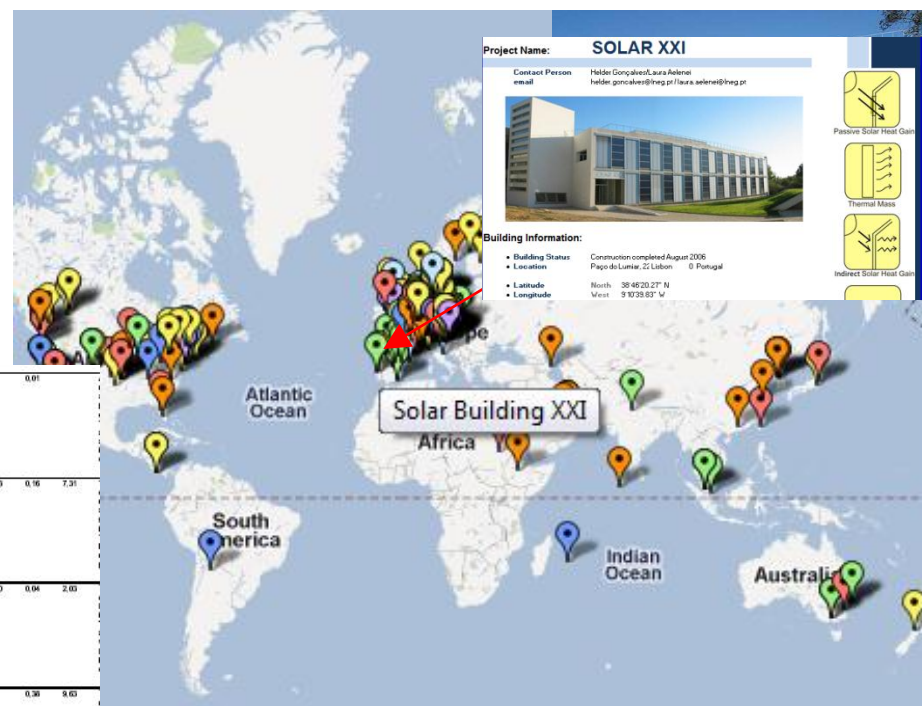 Project Name: SOLAR XXI
Contact Person Helder Gonçalves/Laura Aelenei
email helder.goncalves@lneg.pt / laura.aelenei@lneg.pt
Passive Solar Heat Gain
Thermal Mass
Indirect Solar Heat Gain
Building Information:
• Building Status Construction completed August 2006
• Location Paço do Lumiar, 22 Lisbon 0 Portugal
• Latitude North 38°46'20.27" N
• Longitude West 9°10'39.83" W
Atlantic
Ocean
Solar Building XXI
Africa
South
America
Indian
Ocean
Australia
0,01
0,16 7,31
0,04 2,03
0,38 9,63